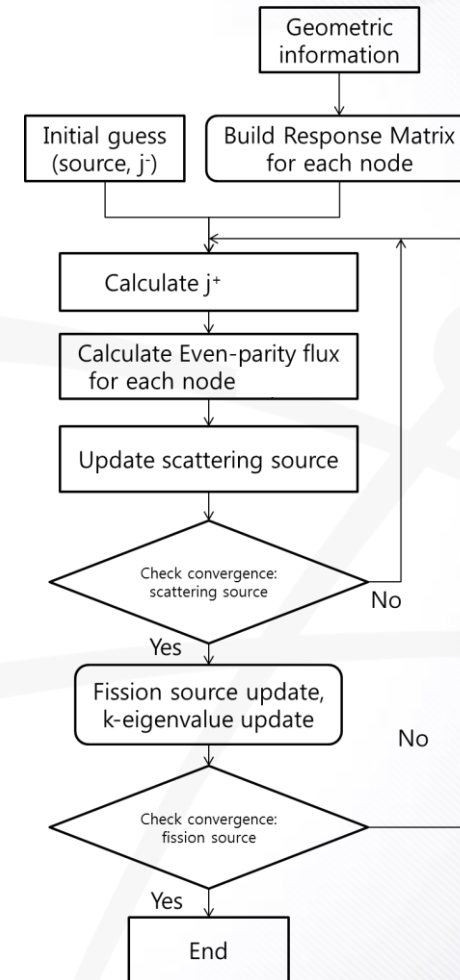 Geometric
information
Initial guess
(source, j⁻)
Build Response Matrix
for each node
Calculate j⁺
Calculate Even-parity flux
for each node
Update scattering source
Check convergence:
scattering source
No
Yes
Fission source update,
k-eigenvalue update
No
Check convergence:
fission source
Yes
End